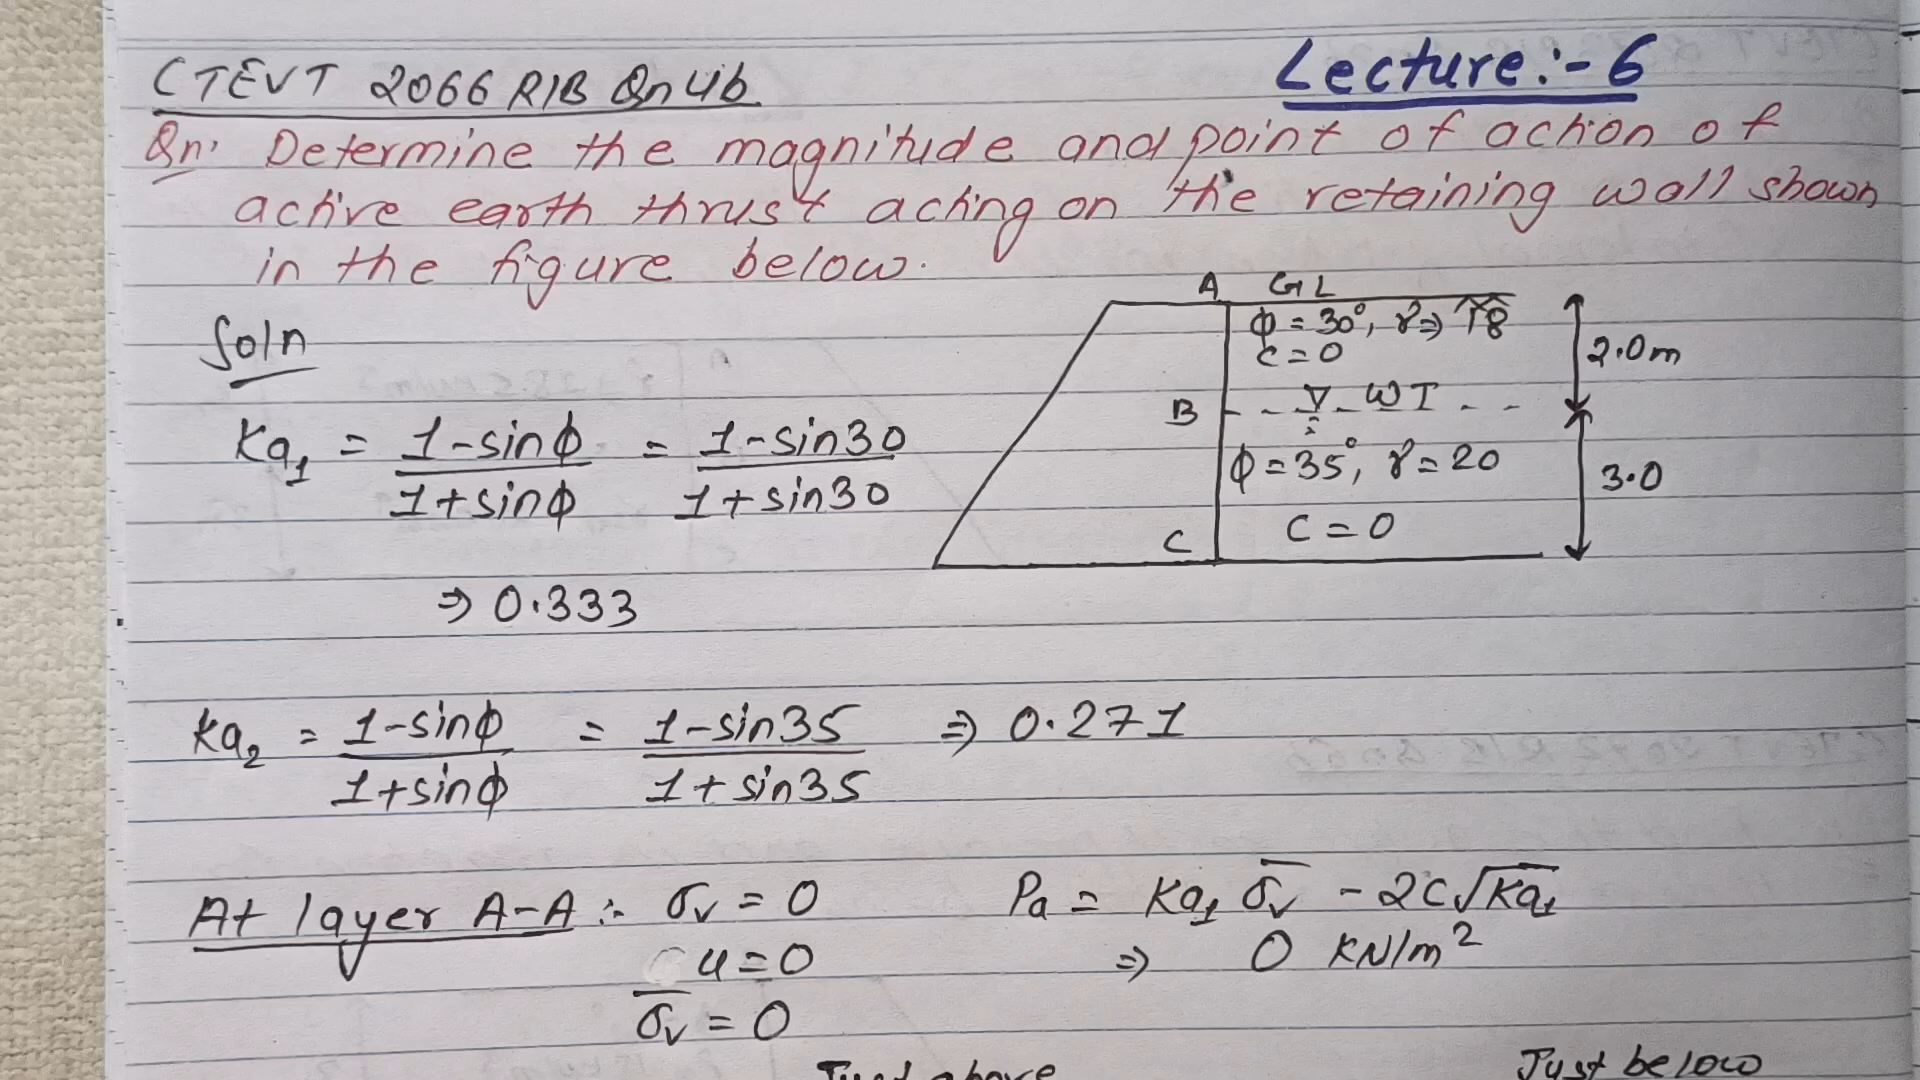 CTEVT 2066 R/B Qn 4b
Lecture:- 6
Qn. Determine the magnitude and point of action of
active earth thrust acting on the retaining wall shown
in the figure below.
Soln
A GL
ϕ = 30°, γ ⇒ 18
C = 0
2.0m
B ∇ WT
ϕ = 35°, γ = 20
3.0
C = 0
C
Ka₁ = 1-sinϕ / 1+sinϕ = 1-sin30 / 1+sin30
⇒ 0.333
Ka₂ = 1-sinϕ / 1+sinϕ = 1-sin35 / 1+sin35 ⇒ 0.271
At layer A-A :- σv = 0
u = 0
σ̅v = 0
Pa = Ka₁ σ̅v - 2C√Ka₁
⇒ 0 KN/m²
Just above
Just below